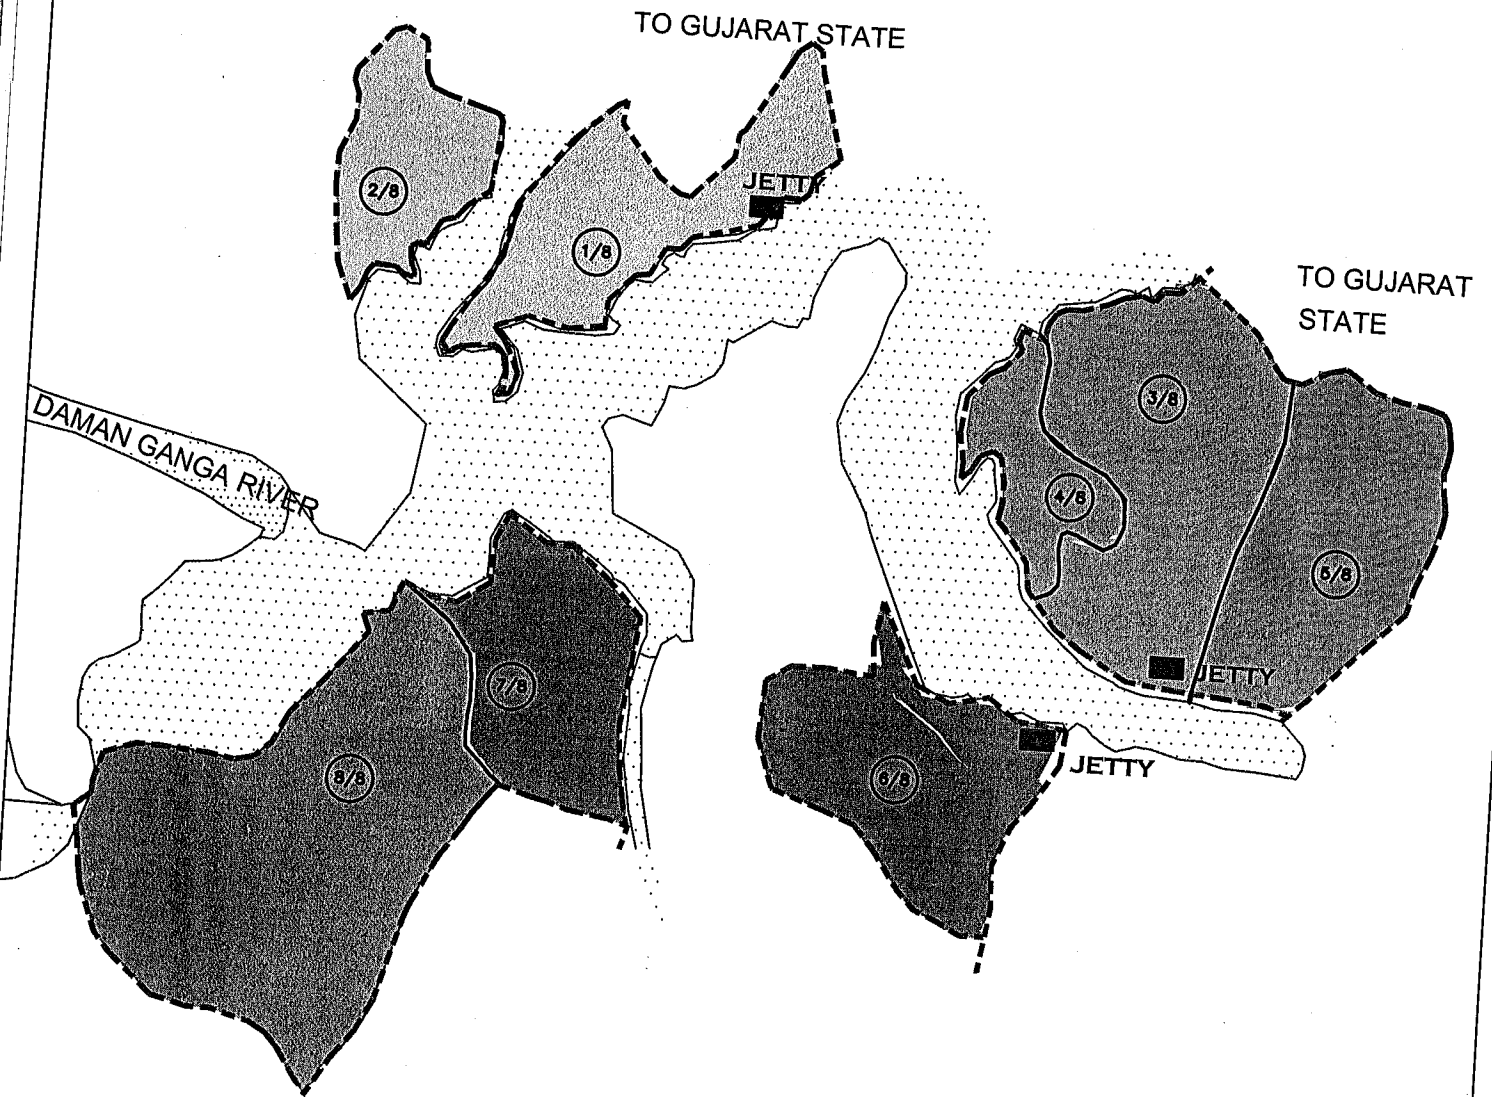 TO GUJARAT STATE
2/8
JETTY
1/8
TO GUJARAT
STATE
3/8
DAMAN GANGA RIVER
4/8
5/8
JETTY
7/8
JETTY
8/8
6/8